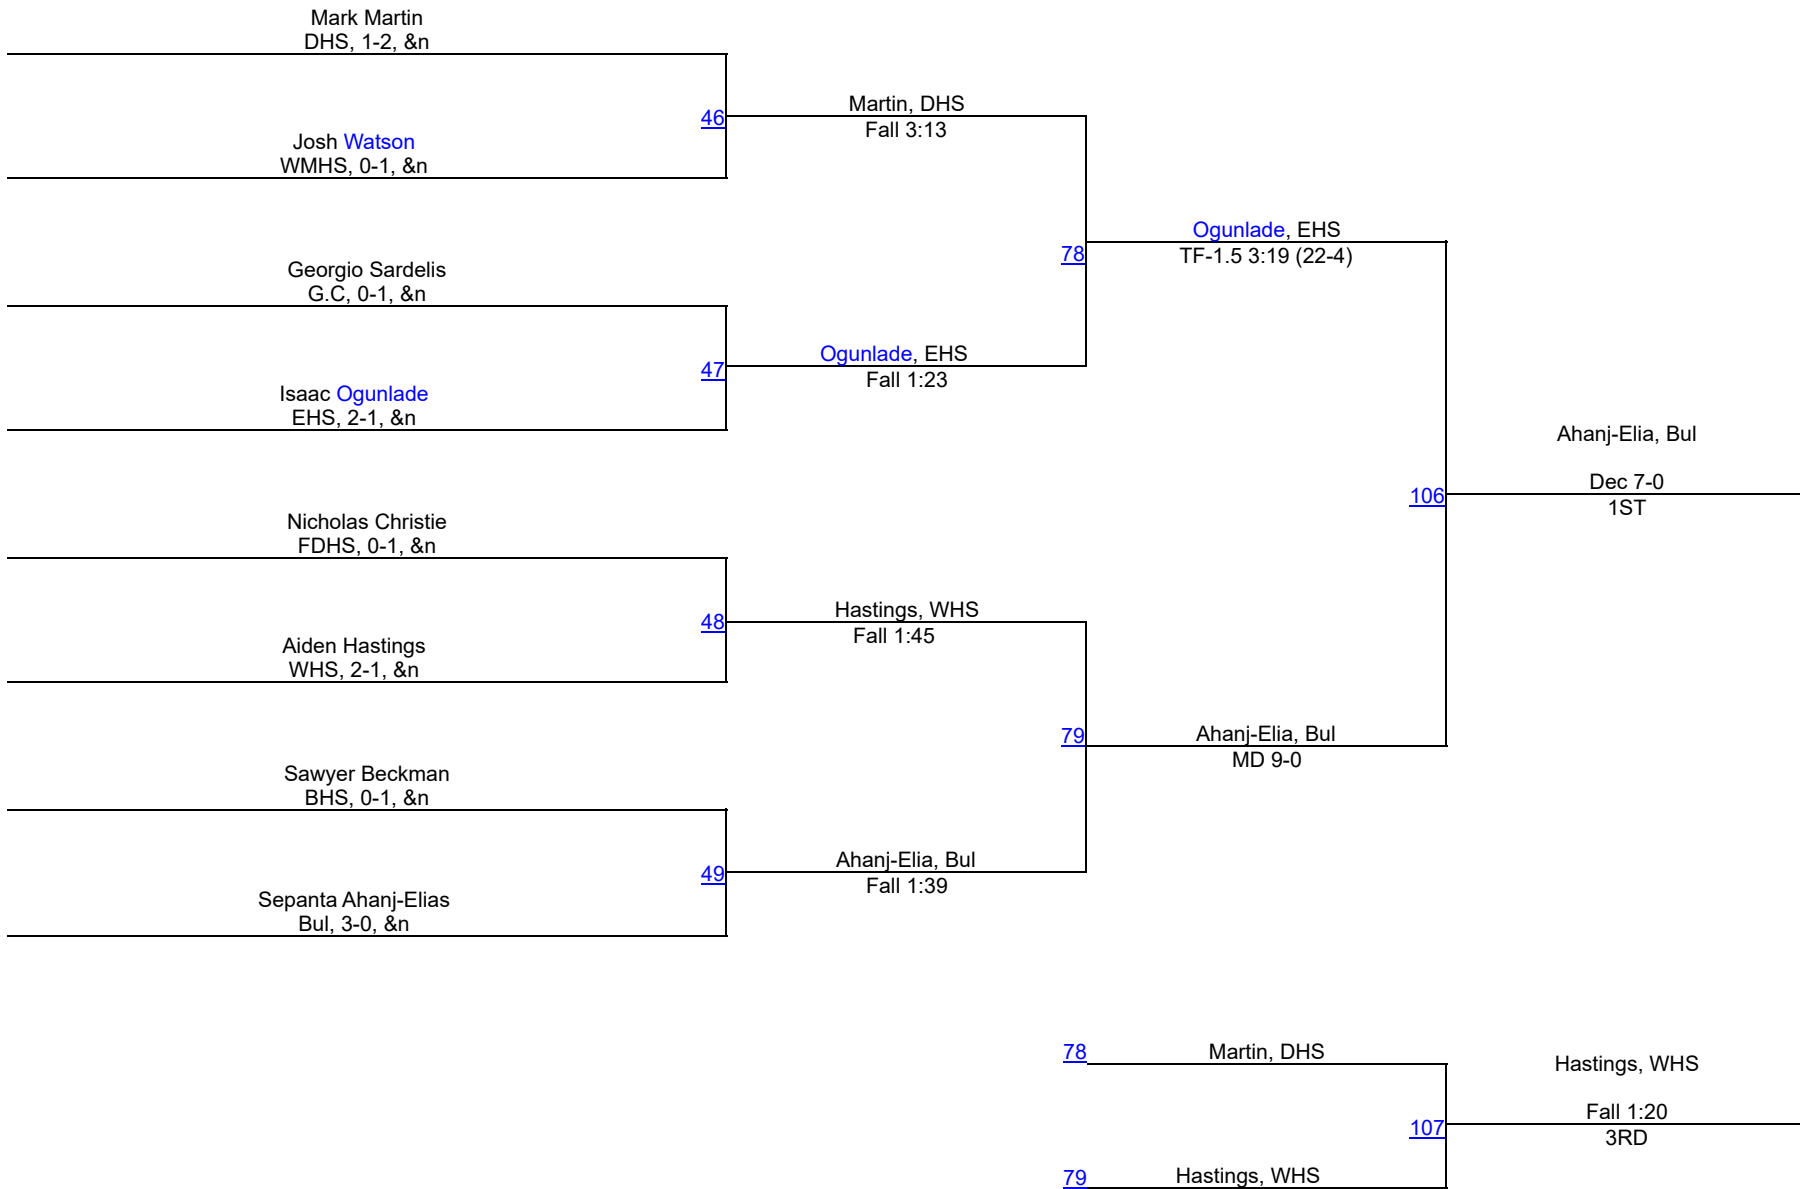 Mark Martin
DHS, 1-2, &n
46
Martin, DHS
Fall 3:13
Josh Watson
WMHS, 0-1, &n
78
Ogunlade, EHS
TF-1.5 3:19 (22-4)
Georgio Sardelis
G.C, 0-1, &n
47
Ogunlade, EHS
Fall 1:23
Isaac Ogunlade
EHS, 2-1, &n
106
Ahanj-Elia, Bul
Dec 7-0
1ST
Nicholas Christie
FDHS, 0-1, &n
48
Hastings, WHS
Fall 1:45
Aiden Hastings
WHS, 2-1, &n
79
Ahanj-Elia, Bul
MD 9-0
Sawyer Beckman
BHS, 0-1, &n
49
Ahanj-Elia, Bul
Fall 1:39
Sepanta Ahanj-Elias
Bul, 3-0, &n
78
Martin, DHS
107
Hastings, WHS
Fall 1:20
3RD
79
Hastings, WHS